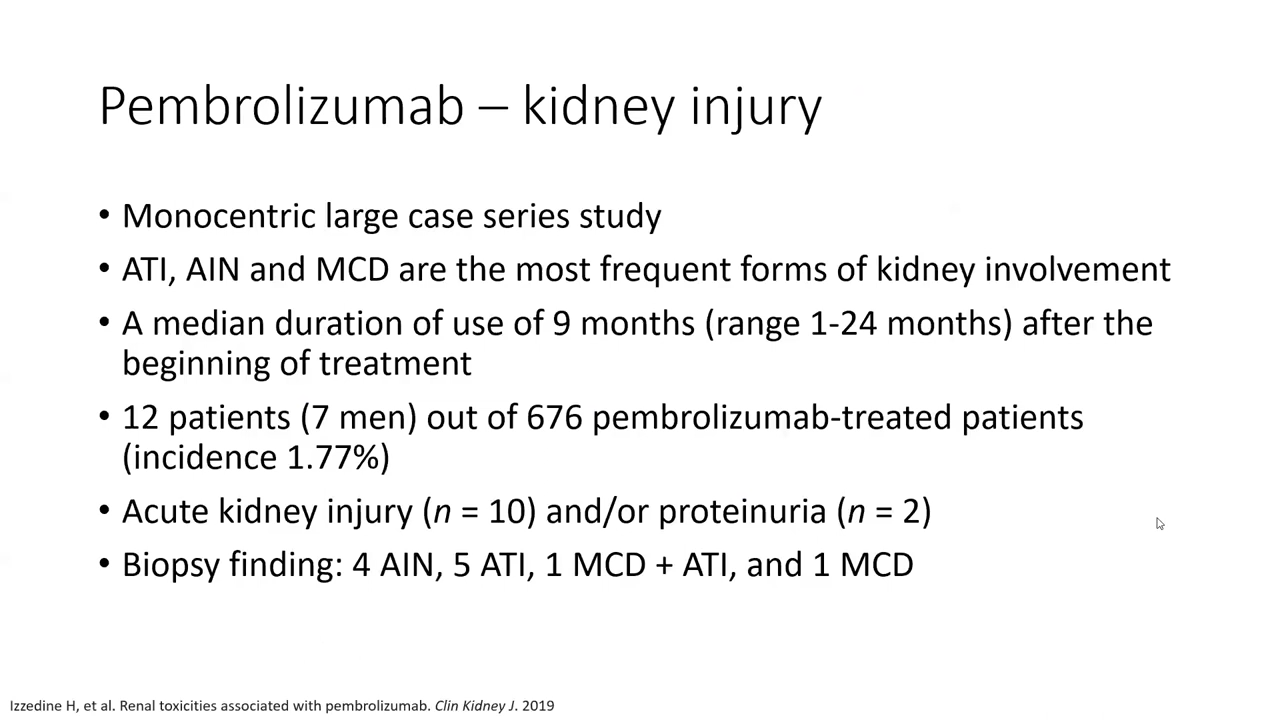 Pembrolizumab – kidney injury
• Monocentric large case series study
• ATI, AIN and MCD are the most frequent forms of kidney involvement
• A median duration of use of 9 months (range 1-24 months) after the
beginning of treatment
• 12 patients (7 men) out of 676 pembrolizumab-treated patients
(incidence 1.77%)
• Acute kidney injury (n = 10) and/or proteinuria (n = 2)
• Biopsy finding: 4 AIN, 5 ATI, 1 MCD + ATI, and 1 MCD
Izzedine H, et al. Renal toxicities associated with pembrolizumab. Clin Kidney J. 2019